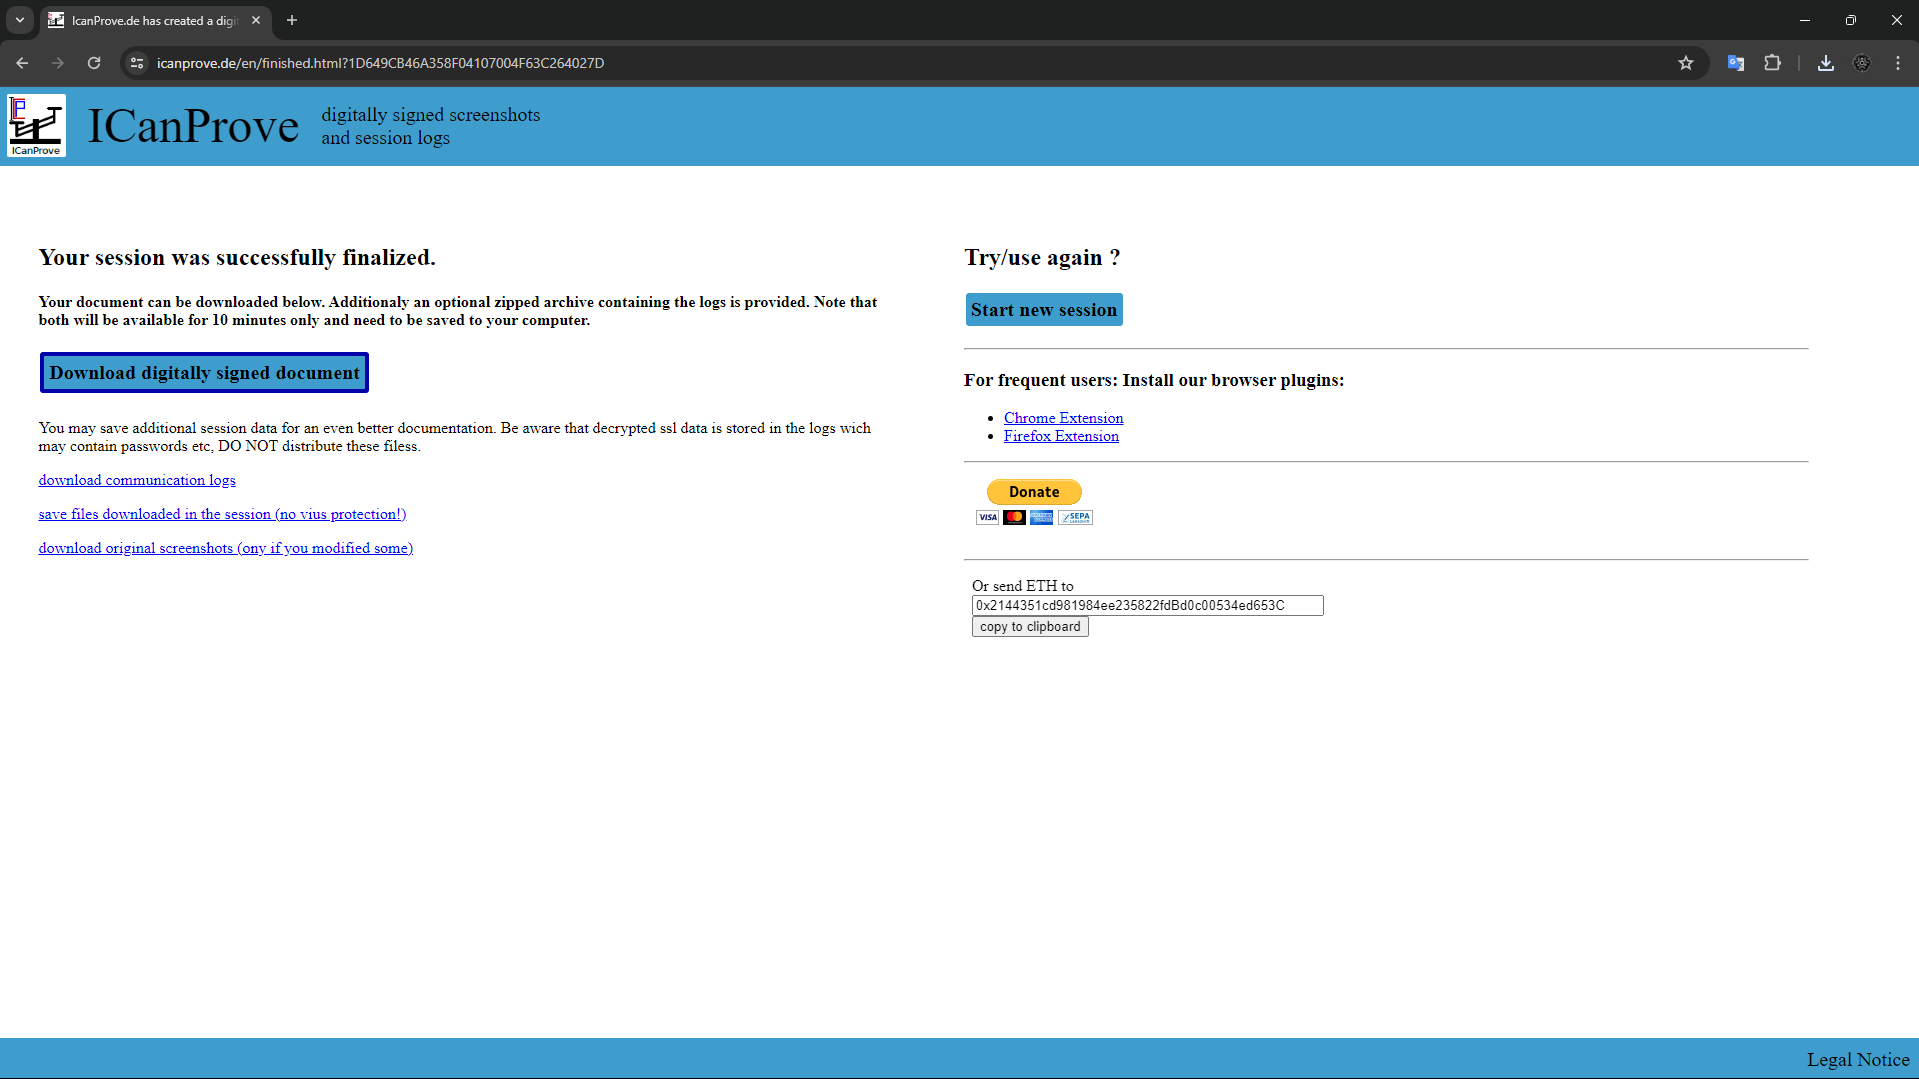 IcanProve.de has created a digi
icanprove.de/en/finished.html?1D649CB46A358F04107004F63C264027D
ICanProve
ICanProve
digitally signed screenshots
and session logs
Your session was successfully finalized.
Your document can be downloaded below. Additionaly an optional zipped archive containing the logs is provided. Note that
both will be available for 10 minutes only and need to be saved to your computer.
Download digitally signed document
You may save additional session data for an even better documentation. Be aware that decrypted ssl data is stored in the logs wich
may contain passwords etc, DO NOT distribute these filess.
download communication logs
save files downloaded in the session (no vius protection!)
download original screenshots (ony if you modified some)
Try/use again ?
Start new session
For frequent users: Install our browser plugins:
Chrome Extension
Firefox Extension
Donate
VISA
SEPA
Or send ETH to
0x2144351cd981984ee235822fdBd0c00534ed653C
copy to clipboard
Legal Notice